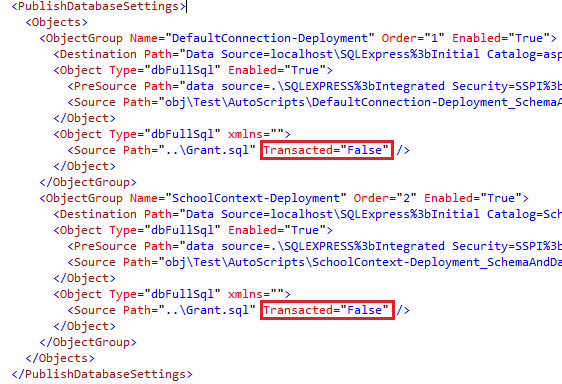 <PublishDatabaseSettings>
<Objects>
<ObjectGroup Name="DefaultConnection-Deployment" Order="1" Enabled="True">
<Destination Path="Data Source=localhost\SQLExpress%3bInitial Catalog=asp
<Object Type="dbFullSql" Enabled="True">
<PreSource Path="data source=.\SQLEXPRESS%3bIntegrated Security=SSPI%3b
<Source Path="obj\Test\AutoScripts\DefaultConnection-Deployment_SchemaA
</Object>
<Object Type="dbFullSql" xmlns="">
<Source Path="..\Grant.sql" Transacted="False" />
</Object>
</ObjectGroup>
<ObjectGroup Name="SchoolContext-Deployment" Order="2" Enabled="True">
<Destination Path="Data Source=localhost\SQLExpress%3bInitial Catalog=Sch
<Object Type="dbFullSql" Enabled="True">
<PreSource Path="data source=.\SQLEXPRESS%3bIntegrated Security=SSPI%3b
<Source Path="obj\Test\AutoScripts\SchoolContext-Deployment_SchemaAndDa
</Object>
<Object Type="dbFullSql" xmlns="">
<Source Path="..\Grant.sql" Transacted="False" />
</Object>
</ObjectGroup>
</Objects>
</PublishDatabaseSettings>